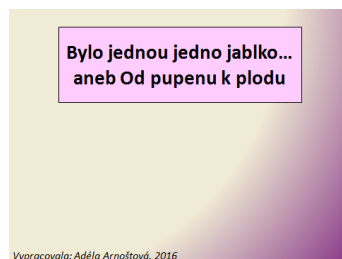 Bylo jednou jedno jablko...
aneb Od pupenu k plodu
Vypracovala: Adéla Arnoštová, 2016